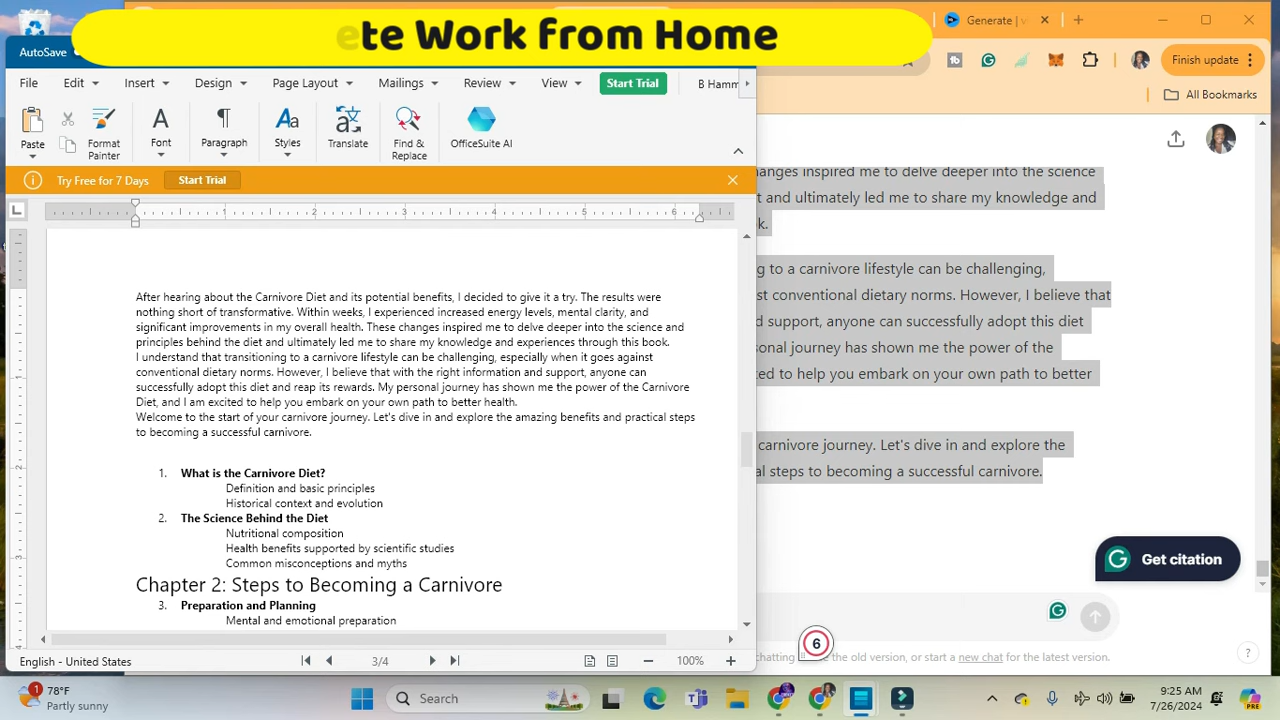 te Work from Home
AutoSave
Generate | v
Finish update
All Bookmarks
File Edit Insert Design Page Layout Mailings Review View Start Trial B Hamm
Paste
Format
Painter
Font
Paragraph
Styles
Translate
Find &
Replace
OfficeSuite AI
Try Free for 7 Days Start Trial
1 2 3 4 5 6
After hearing about the Carnivore Diet and its potential benefits, I decided to give it a try. The results were
nothing short of transformative. Within weeks, I experienced increased energy levels, mental clarity, and
significant improvements in my overall health. These changes inspired me to delve deeper into the science and
principles behind the diet and ultimately led me to share my knowledge and experiences through this book.
I understand that transitioning to a carnivore lifestyle can be challenging, especially when it goes against
conventional dietary norms. However, I believe that with the right information and support, anyone can
successfully adopt this diet and reap its rewards. My personal journey has shown me the power of the Carnivore
Diet, and I am excited to help you embark on your own path to better health.
Welcome to the start of your carnivore journey. Let's dive in and explore the amazing benefits and practical steps
to becoming a successful carnivore.
1. What is the Carnivore Diet?
Definition and basic principles
Historical context and evolution
2. The Science Behind the Diet
Nutritional composition
Health benefits supported by scientific studies
Common misconceptions and myths
Chapter 2: Steps to Becoming a Carnivore
3. Preparation and Planning
Mental and emotional preparation
English - United States 3/4 100%
hanges inspired me to delve deeper into the science
t and ultimately led me to share my knowledge and
k.
g to a carnivore lifestyle can be challenging,
st conventional dietary norms. However, I believe that
d support, anyone can successfully adopt this diet
onal journey has shown me the power of the
ed to help you embark on your own path to better
carnivore journey. Let's dive in and explore the
al steps to becoming a successful carnivore.
Get citation
6
chatting the old version, or start a new chat for the latest version.
?
1 78°F
Partly sunny
Search
9:25 AM
7/26/2024
PRE